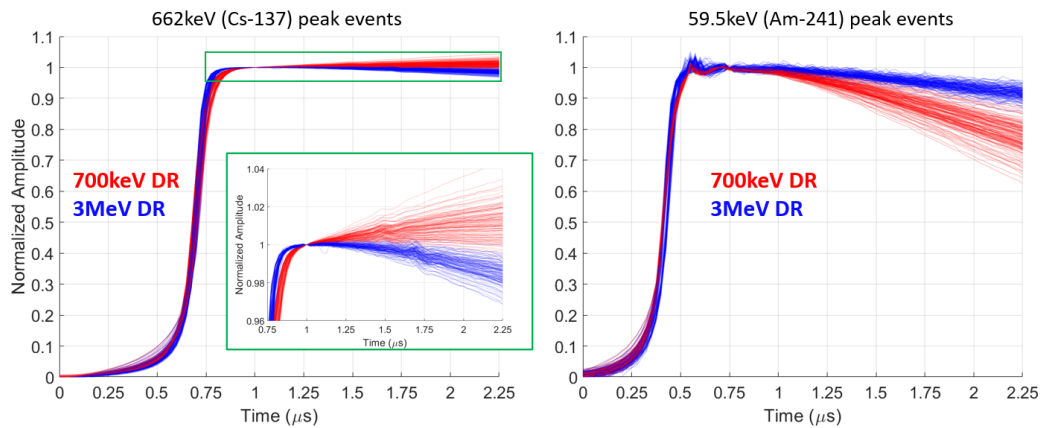 662keV (Cs-137) peak events
1.1
1
0.9
0.8
0.7
0.6
0.5
0.4
0.3
0.2
0.1
0
Normalized Amplitude
700keV DR
3MeV DR
0 0.25 0.5 0.75 1 1.25 1.5 1.75 2 2.25
Time (μs)
1.04
1.02
1
0.98
0.96
Normalized Amplitude
0.75 1 1.25 1.5 1.75 2 2.25
Time (μs)
59.5keV (Am-241) peak events
1.1
1
0.9
0.8
0.7
0.6
0.5
0.4
0.3
0.2
0.1
0
700keV DR
3MeV DR
0 0.25 0.5 0.75 1 1.25 1.5 1.75 2 2.25
Time (μs)